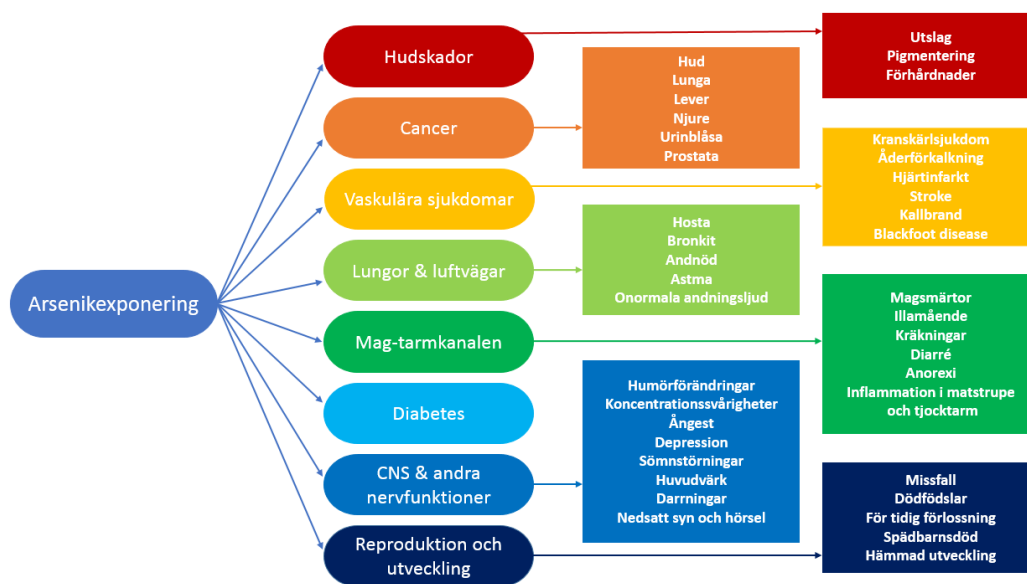 Arsenikexponering
Hudskador
Utslag
Pigmentering
Förhårdnader
Cancer
Hud
Lunga
Lever
Njure
Urinblåsa
Prostata
Vaskulära sjukdomar
Kranskärlsjukdom
Åderförkalkning
Hjärtinfarkt
Stroke
Kallbrand
Blackfoot disease
Lungor & luftvägar
Hosta
Bronkit
Andnöd
Astma
Onormala andningsljud
Mag-tarmkanalen
Magsmärtor
Illamående
Kräkningar
Diarré
Anorexi
Inflammation i matstrupe
och tjocktarm
Diabetes
CNS & andra
nervfunktioner
Humörförändringar
Koncentrationssvårigheter
Ångest
Depression
Sömnstörningar
Huvudvärk
Darrningar
Nedsatt syn och hörsel
Reproduktion och
utveckling
Missfall
Dödfödslar
För tidig förlossning
Spädbarnsdöd
Hämmad utveckling